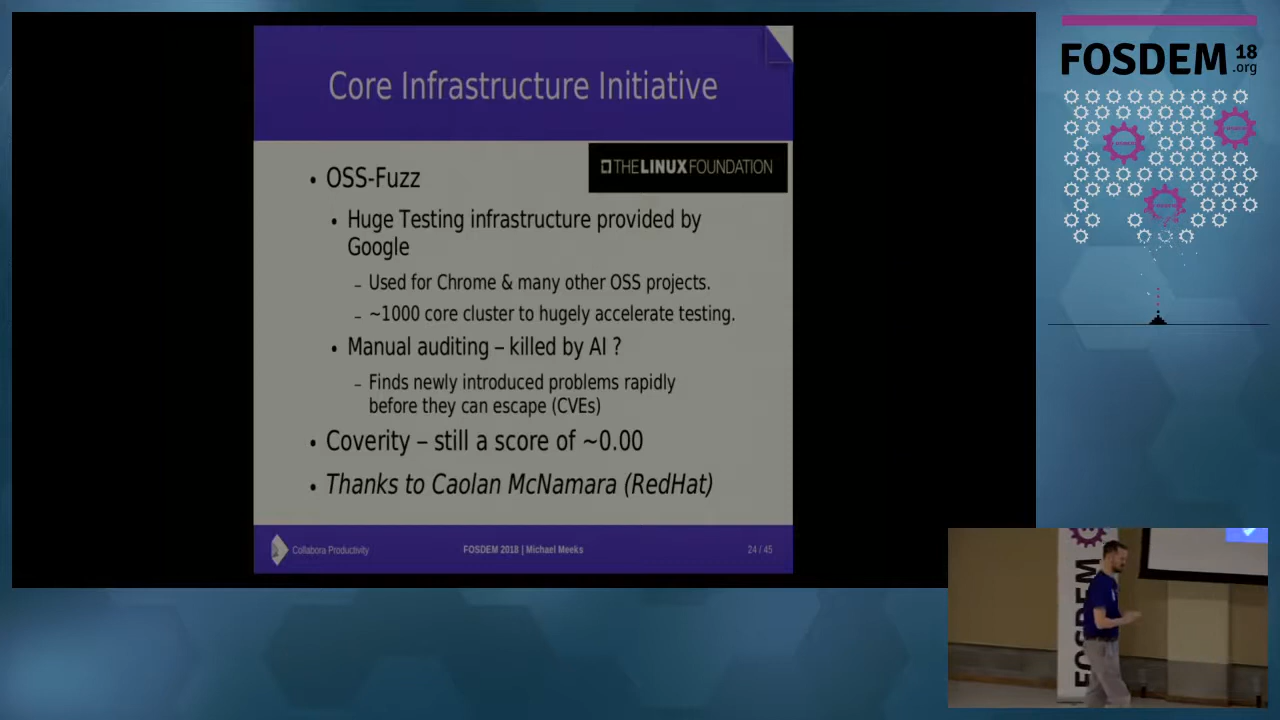 Core Infrastructure Initiative
THE LINUX FOUNDATION
• OSS-Fuzz
• Huge Testing infrastructure provided by
Google
– Used for Chrome & many other OSS projects.
– ~1000 core cluster to hugely accelerate testing.
• Manual auditing – killed by AI ?
– Finds newly introduced problems rapidly
before they can escape (CVEs)
• Coverity – still a score of ~0.00
• Thanks to Caolan McNamara (RedHat)
Collabora Productivity
FOSDEM 2018 | Michael Meeks
24 / 45
FOSDEM 18
.org
FOSDEM